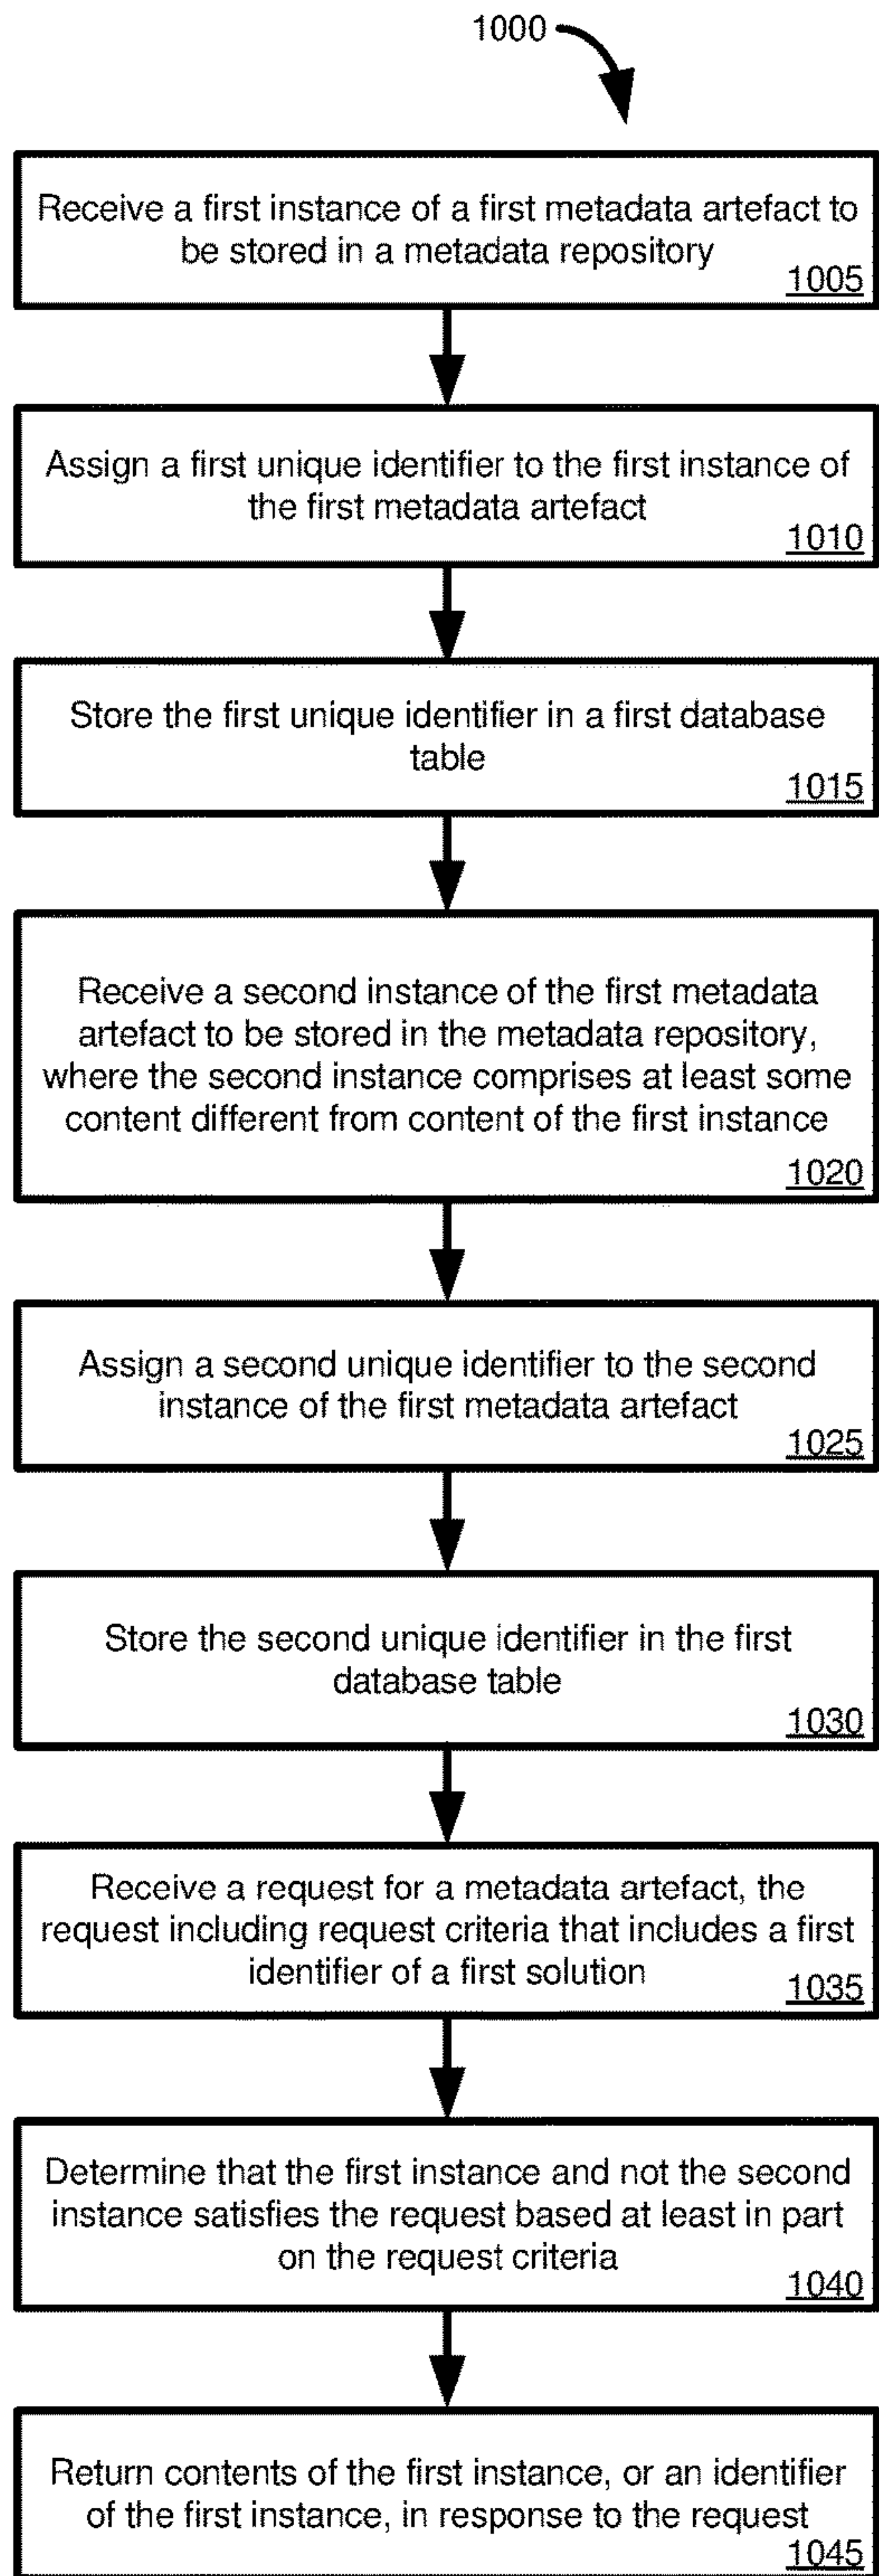 1000
Receive a first instance of a first metadata artefact to
be stored in a metadata repository
1005
Assign a first unique identifier to the first instance of
the first metadata artefact
1010
Store the first unique identifier in a first database
table
1015
Receive a second instance of the first metadata
artefact to be stored in the metadata repository,
where the second instance comprises at least some
content different from content of the first instance
1020
Assign a second unique identifier to the second
instance of the first metadata artefact
1025
Store the second unique identifier in the first
database table
1030
Receive a request for a metadata artefact, the
request including request criteria that includes a first
identifier of a first solution
1035
Determine that the first instance and not the second
instance satisfies the request based at least in part
on the request criteria
1040
Return contents of the first instance, or an identifier
of the first instance, in response to the request
1045